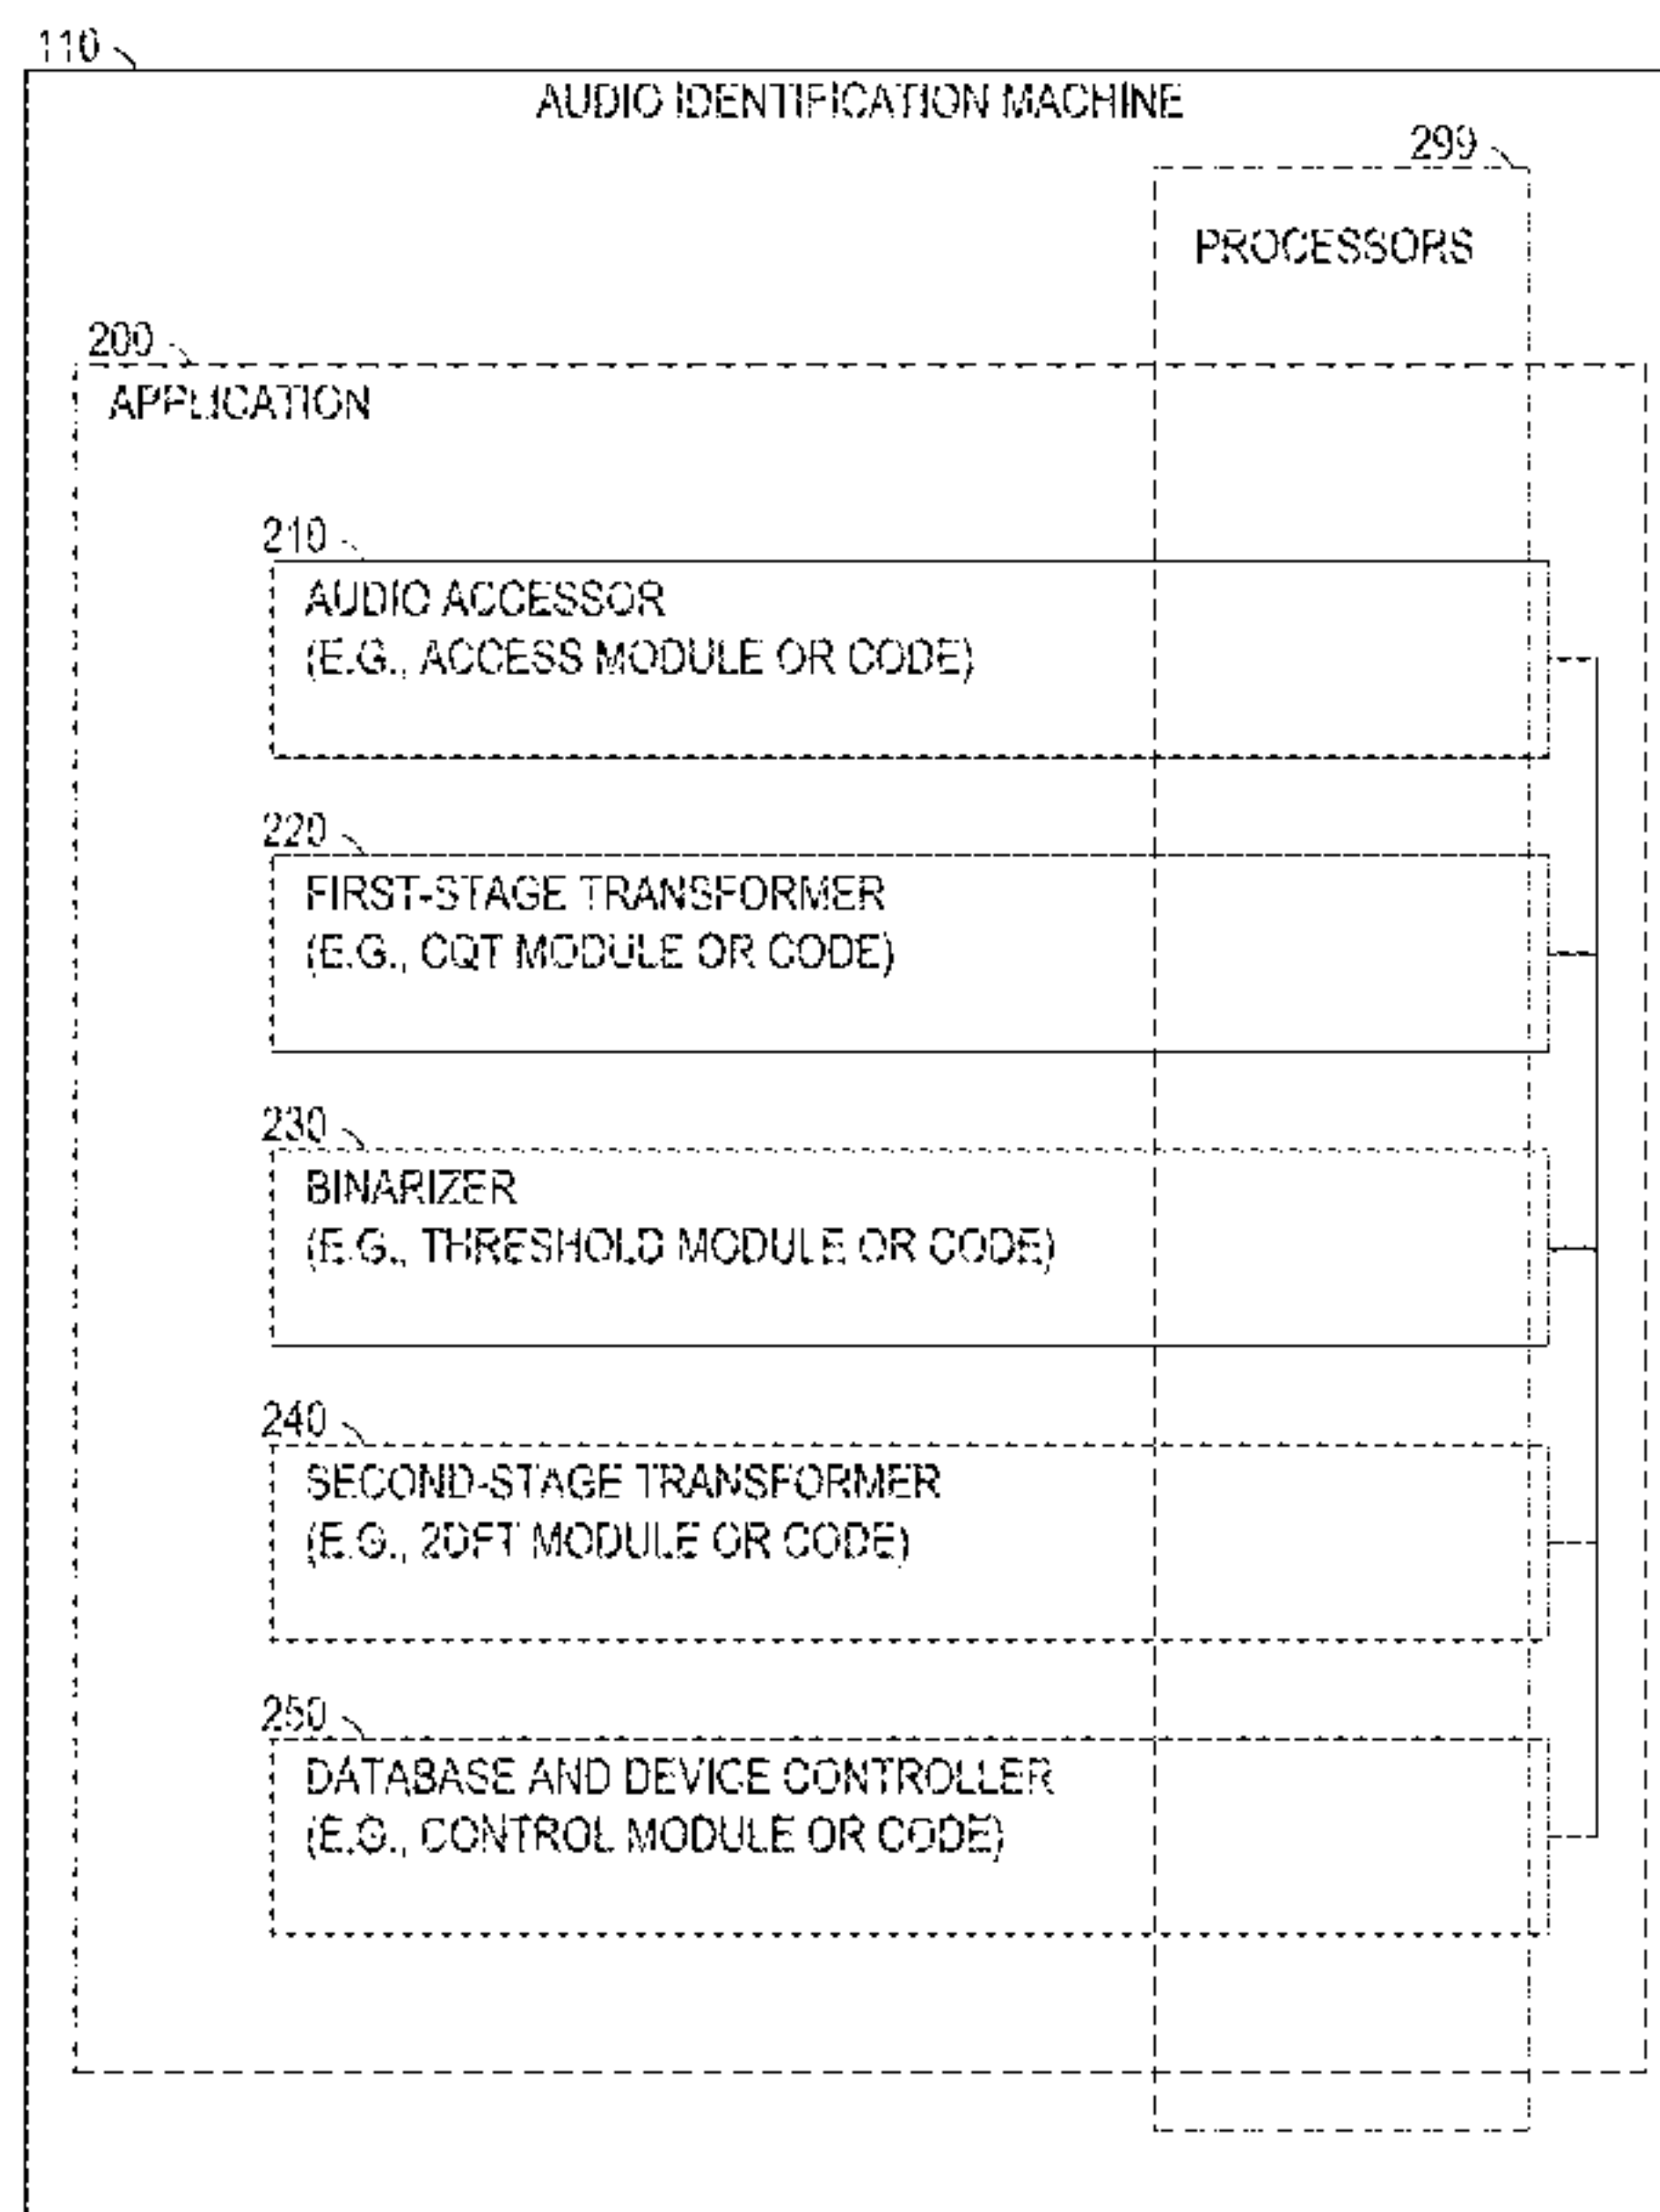 110
AUDIO IDENTIFICATION MACHINE
299
PROCESSORS
200
APPLICATION
210
AUDIO ACCESSOR
(E.G., ACCESS MODULE OR CODE)
220
FIRST-STAGE TRANSFORMER
(E.G., CQT MODULE OR CODE)
230
BINARIZER
(E.G., THRESHOLD MODULE OR CODE)
240
SECOND-STAGE TRANSFORMER
(E.G., 2DFT MODULE OR CODE)
250
DATABASE AND DEVICE CONTROLLER
(E.G., CONTROL MODULE OR CODE)